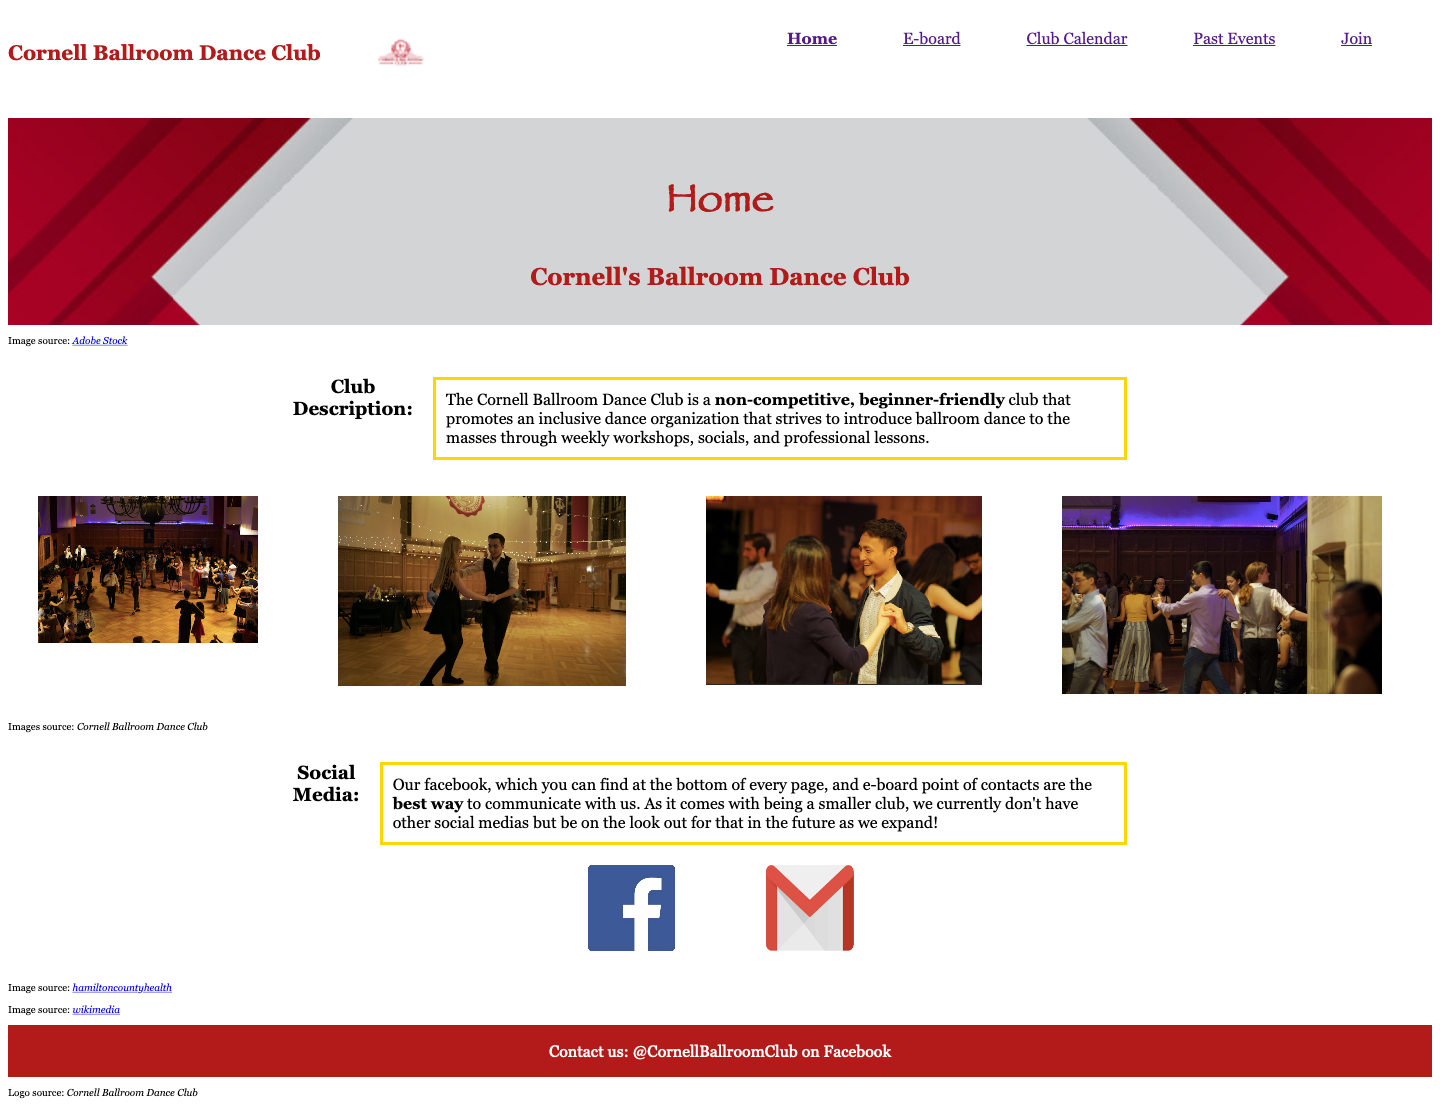 Cornell Ballroom Dance Club
Home E-board Club Calendar Past Events Join
Home
Cornell's Ballroom Dance Club
Image source: Adobe Stock
Club
Description:
The Cornell Ballroom Dance Club is a non-competitive, beginner-friendly club that
promotes an inclusive dance organization that strives to introduce ballroom dance to the
masses through weekly workshops, socials, and professional lessons.
Images source: Cornell Ballroom Dance Club
Social
Media:
Our facebook, which you can find at the bottom of every page, and e-board point of contacts are the
best way to communicate with us. As it comes with being a smaller club, we currently don't have
other social medias but be on the look out for that in the future as we expand!
Image source: hamiltoncountyhealth
Image source: wikimedia
Contact us: @CornellBallroomClub on Facebook
Logo source: Cornell Ballroom Dance Club